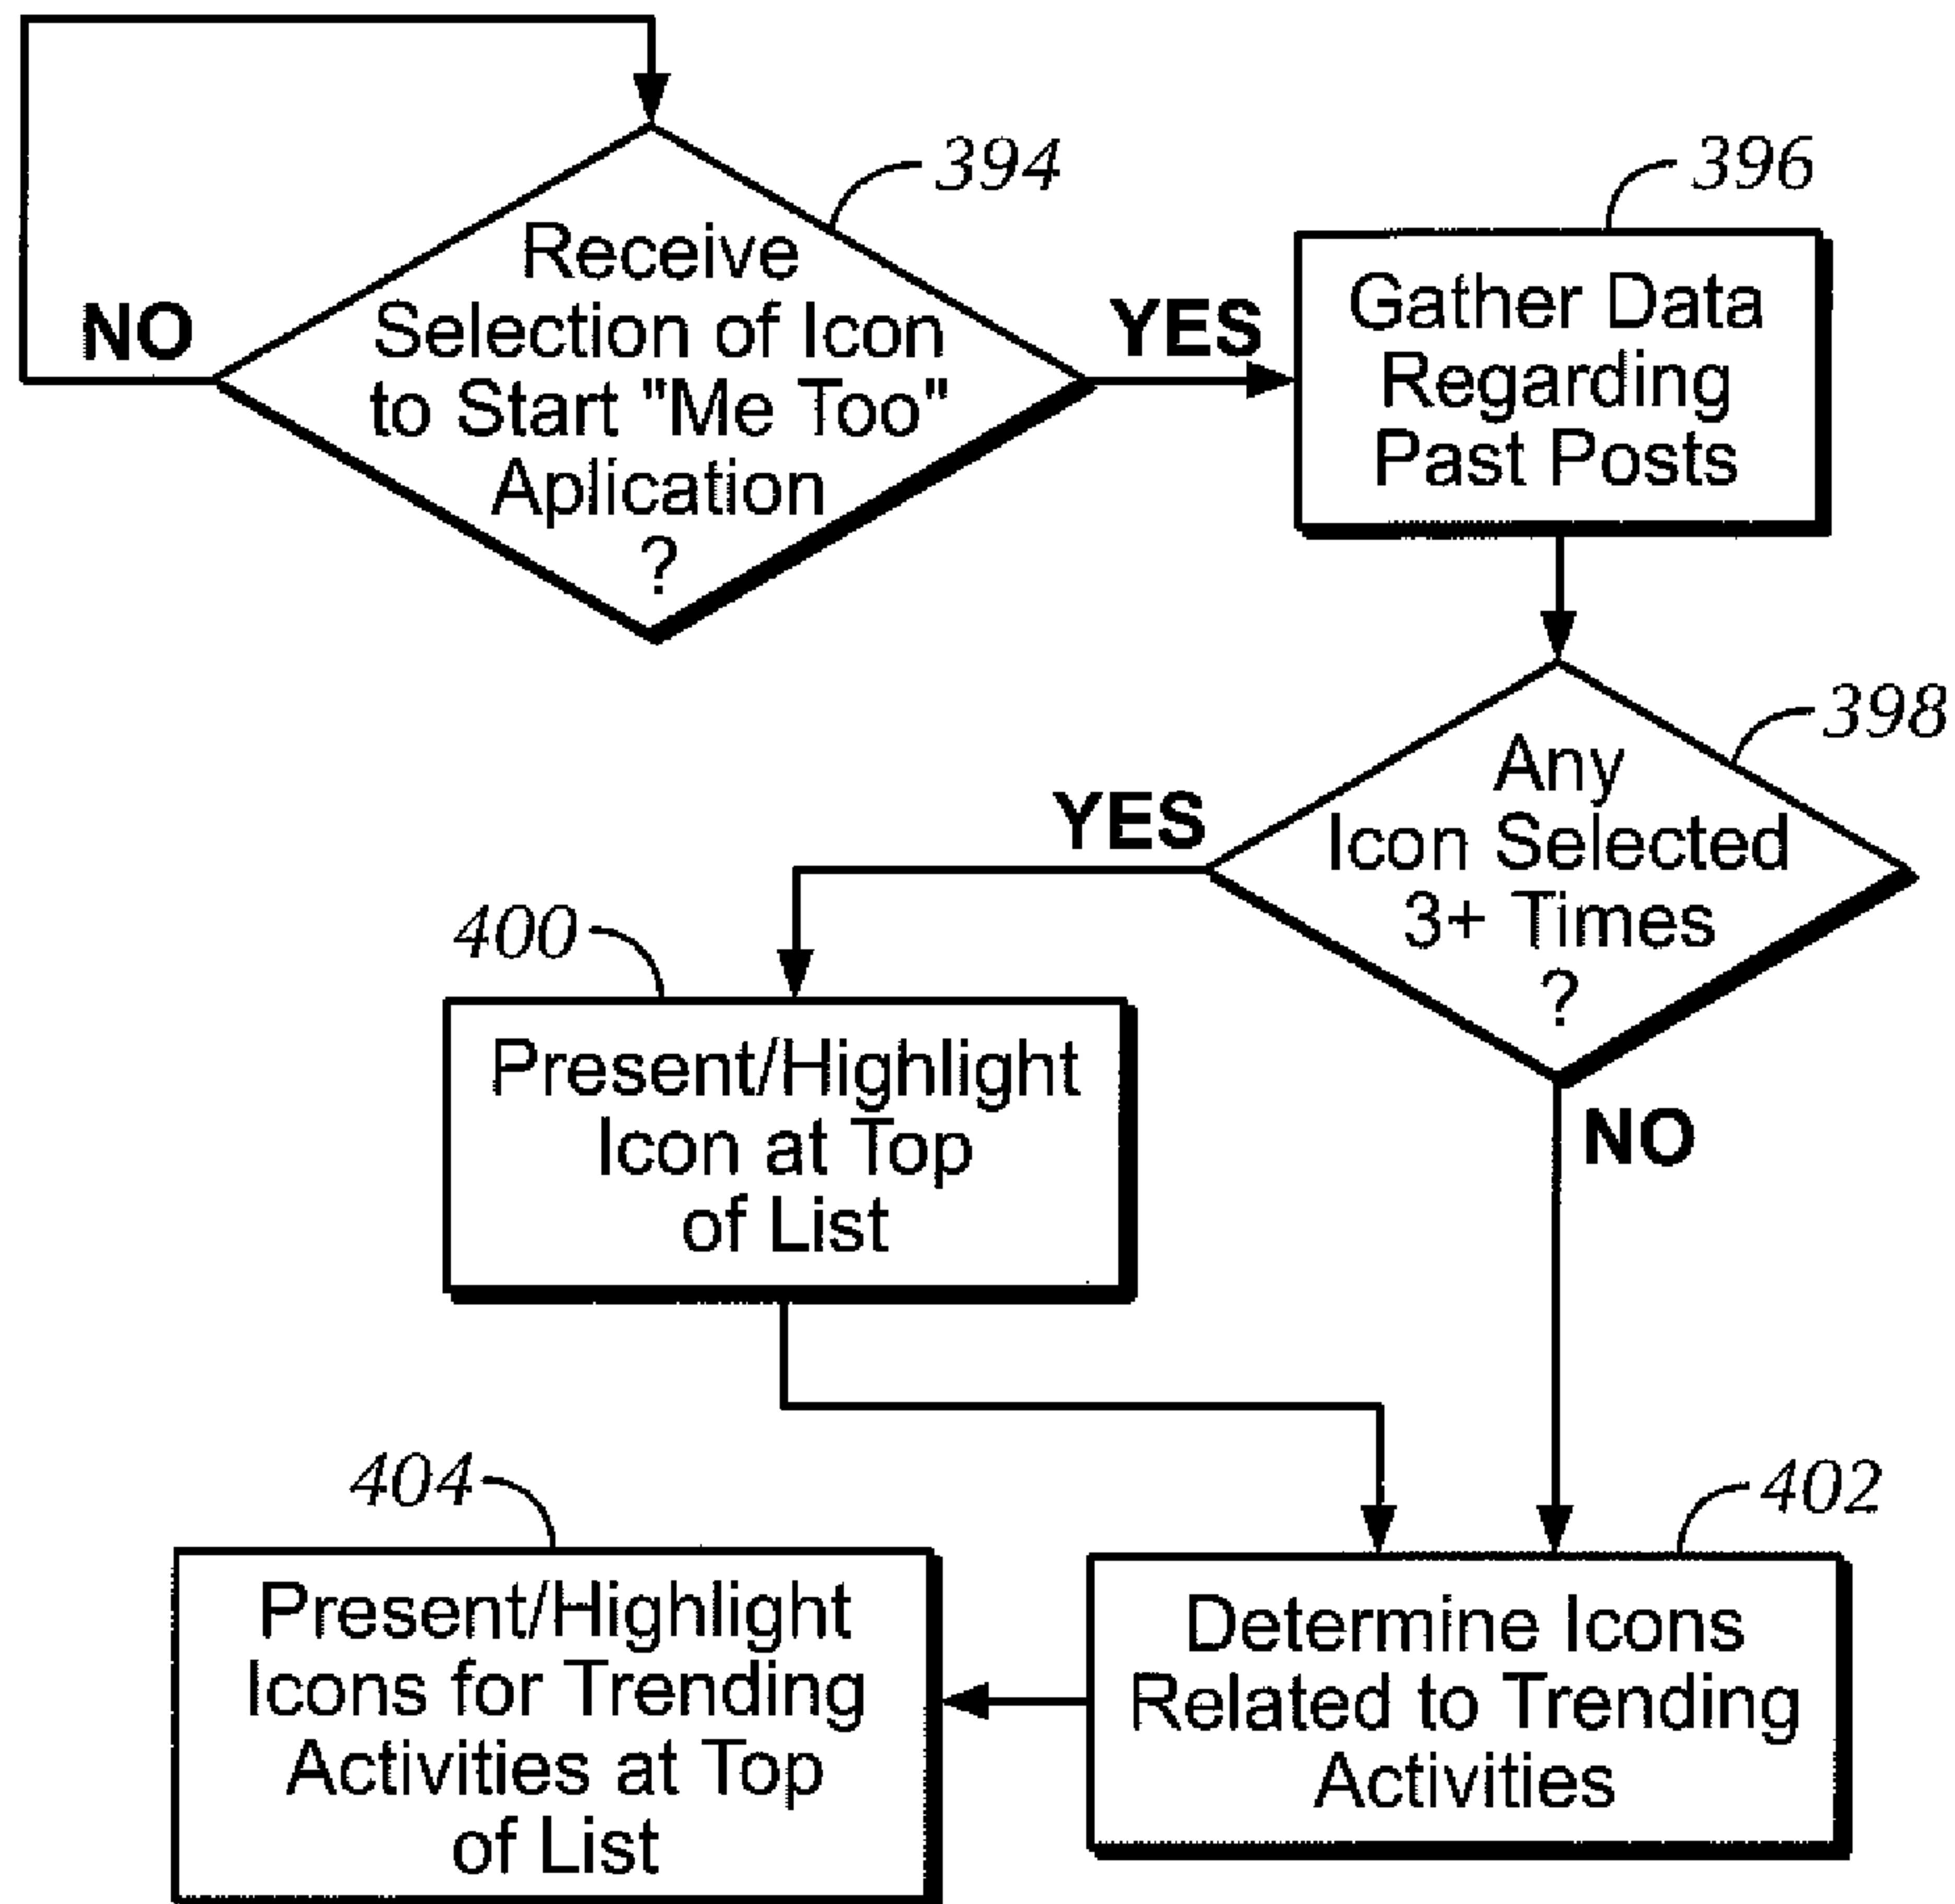 394
Receive
Selection of Icon
to Start "Me Too"
Aplication
?
NO
YES
396
Gather Data
Regarding
Past Posts
398
Any
Icon Selected
3+ Times
?
YES
NO
400
Present/Highlight
Icon at Top
of List
402
Determine Icons
Related to Trending
Activities
404
Present/Highlight
Icons for Trending
Activities at Top
of List